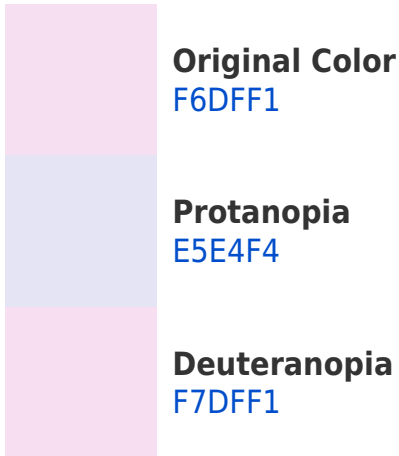 Original Color
F6DFF1
Protanopia
E5E4F4
Deuteranopia
F7DFF1